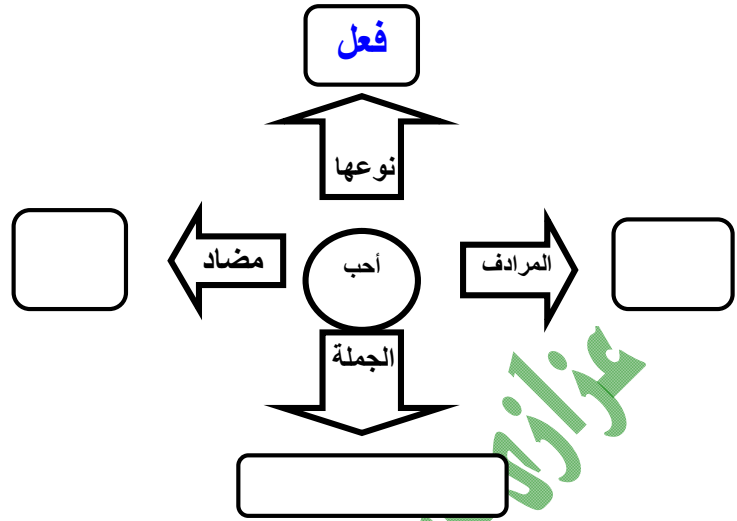 فعل
نوعها
المرادف
أحب
مضاد
الجملة